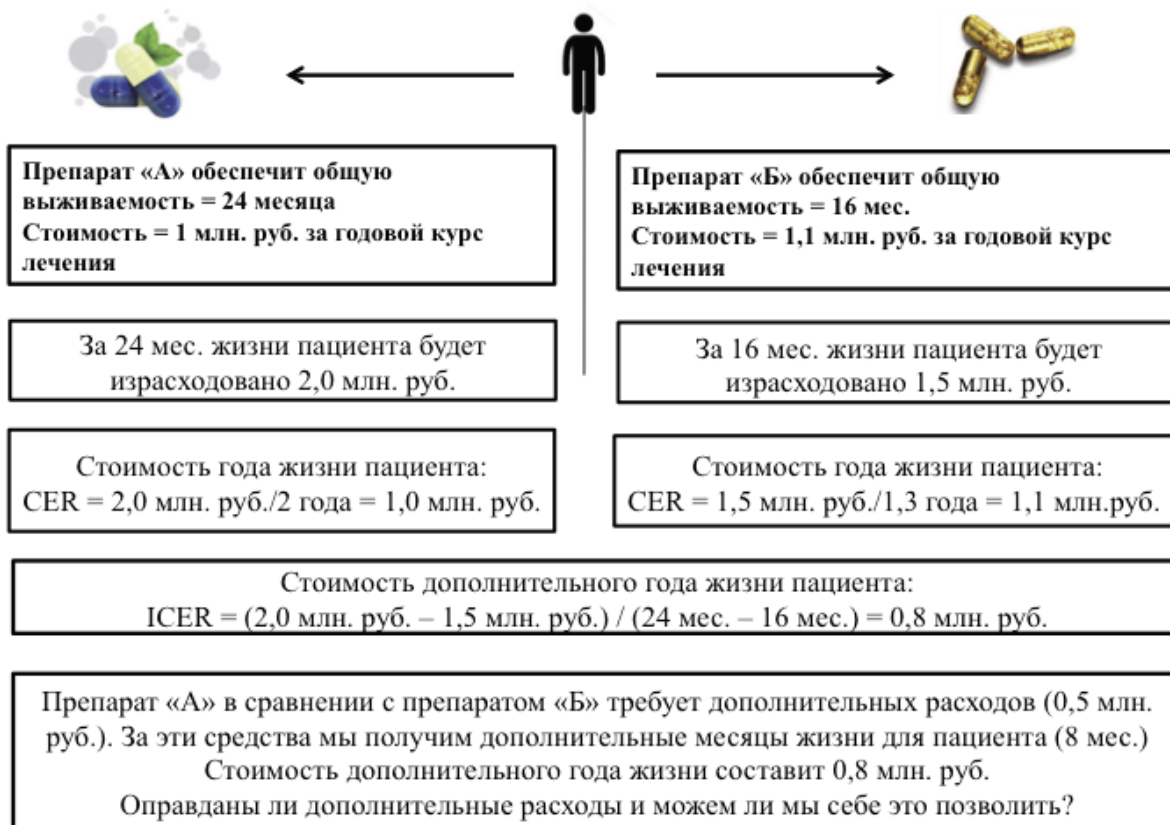 Препарат «А» обеспечит общую
выживаемость = 24 месяца
Стоимость = 1 млн. руб. за годовой курс
лечения
Препарат «Б» обеспечит общую
выживаемость = 16 мес.
Стоимость = 1,1 млн. руб. за годовой курс
лечения
За 24 мес. жизни пациента будет
израсходовано 2,0 млн. руб.
За 16 мес. жизни пациента будет
израсходовано 1,5 млн. руб.
Стоимость года жизни пациента:
CER = 2,0 млн. руб./2 года = 1,0 млн. руб.
Стоимость года жизни пациента:
CER = 1,5 млн. руб./1,3 года = 1,1 млн.руб.
Стоимость дополнительного года жизни пациента:
ICER = (2,0 млн. руб. – 1,5 млн. руб.) / (24 мес. – 16 мес.) = 0,8 млн. руб.
Препарат «А» в сравнении с препаратом «Б» требует дополнительных расходов (0,5 млн.
руб.). За эти средства мы получим дополнительные месяцы жизни для пациента (8 мес.)
Стоимость дополнительного года жизни составит 0,8 млн. руб.
Оправданы ли дополнительные расходы и можем ли мы себе это позволить?